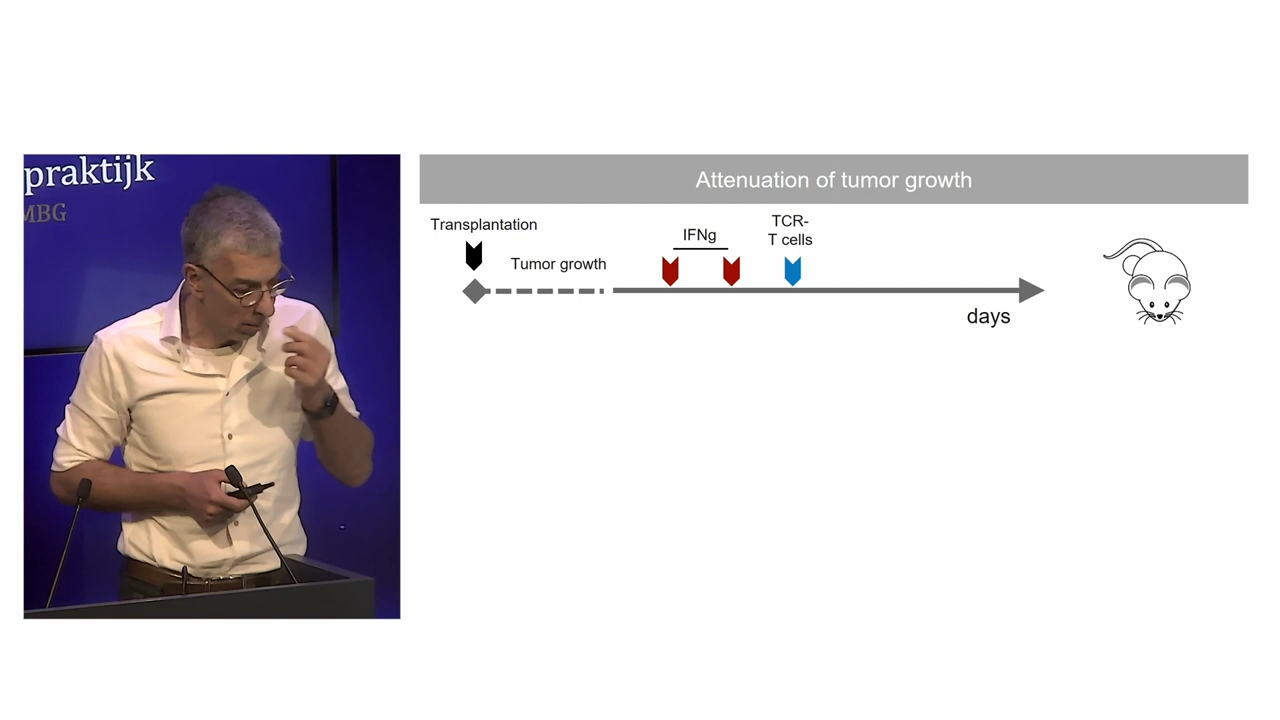 praktijk
MBG
Attenuation of tumor growth
Transplantation
Tumor growth
IFNg
TCR-
T cells
days